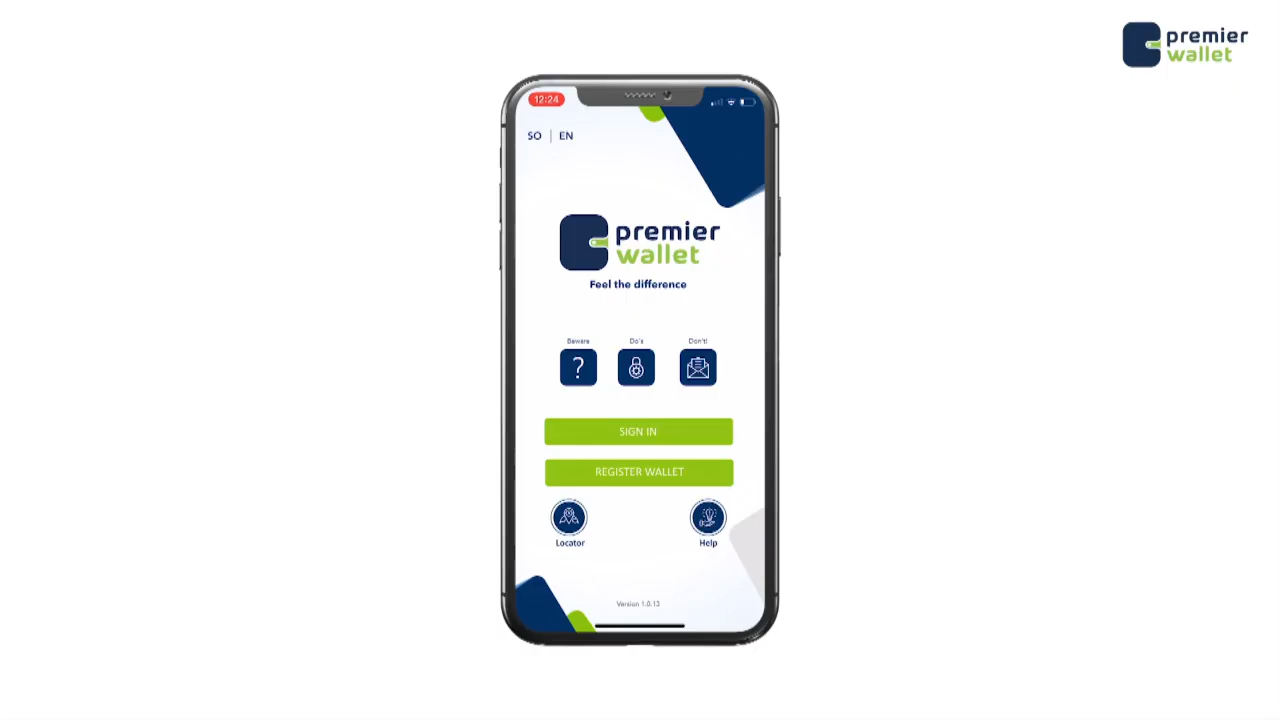 premier
wallet
12:24
SO | EN
premier
wallet
Feel the difference
Beware
Do's
Don't!
?
SIGN IN
REGISTER WALLET
Locator
Help
Version 1.0.13